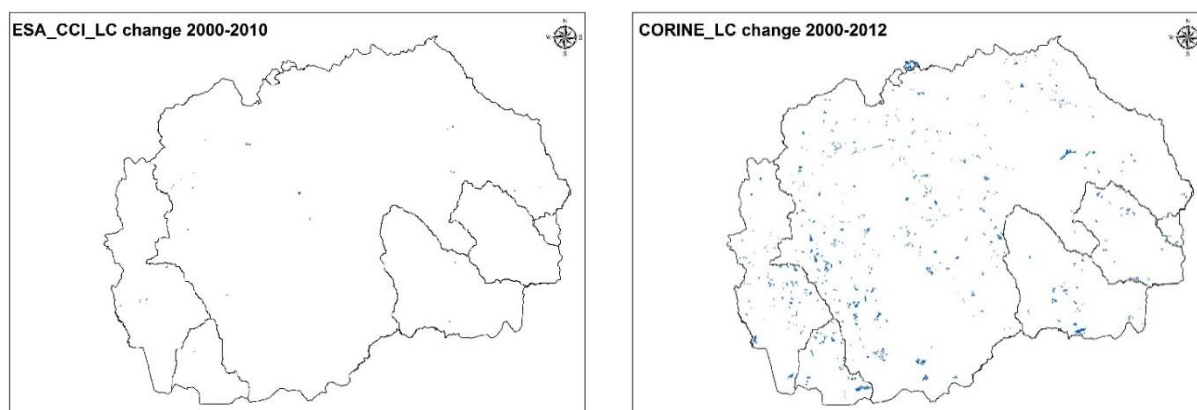 ESA_CCI_LC change 2000-2010
N
W
S
CORINE_LC change 2000-2012
N
W
S